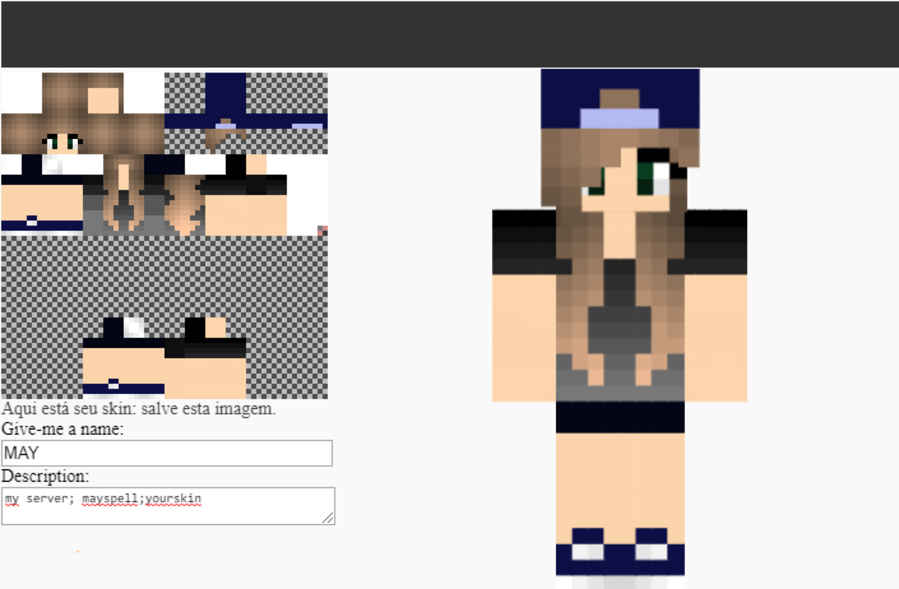 Aqui está seu skin: salve esta imagem.
Give-me a name:
MAY
Description:
my server; mayspell;yourskin